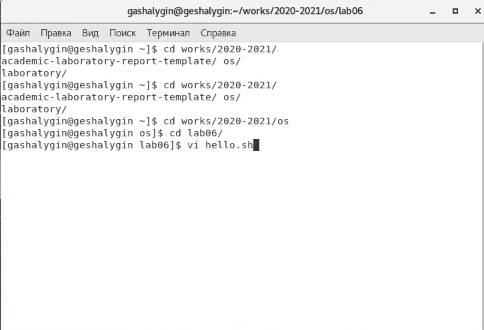 gashalygin@geshalygin:~/works/2020-2021/os/lab06
Файл Правка Вид Поиск Терминал Справка
[gashalygin@geshalygin ~]$ cd works/2020-2021/
academic-laboratory-report-template/ os/
laboratory/
[gashalygin@geshalygin ~]$ cd works/2020-2021/
academic-laboratory-report-template/ os/
laboratory/
[gashalygin@geshalygin ~]$ cd works/2020-2021/os
[gashalygin@geshalygin os]$ cd lab06/
[gashalygin@geshalygin lab06]$ vi hello.sh